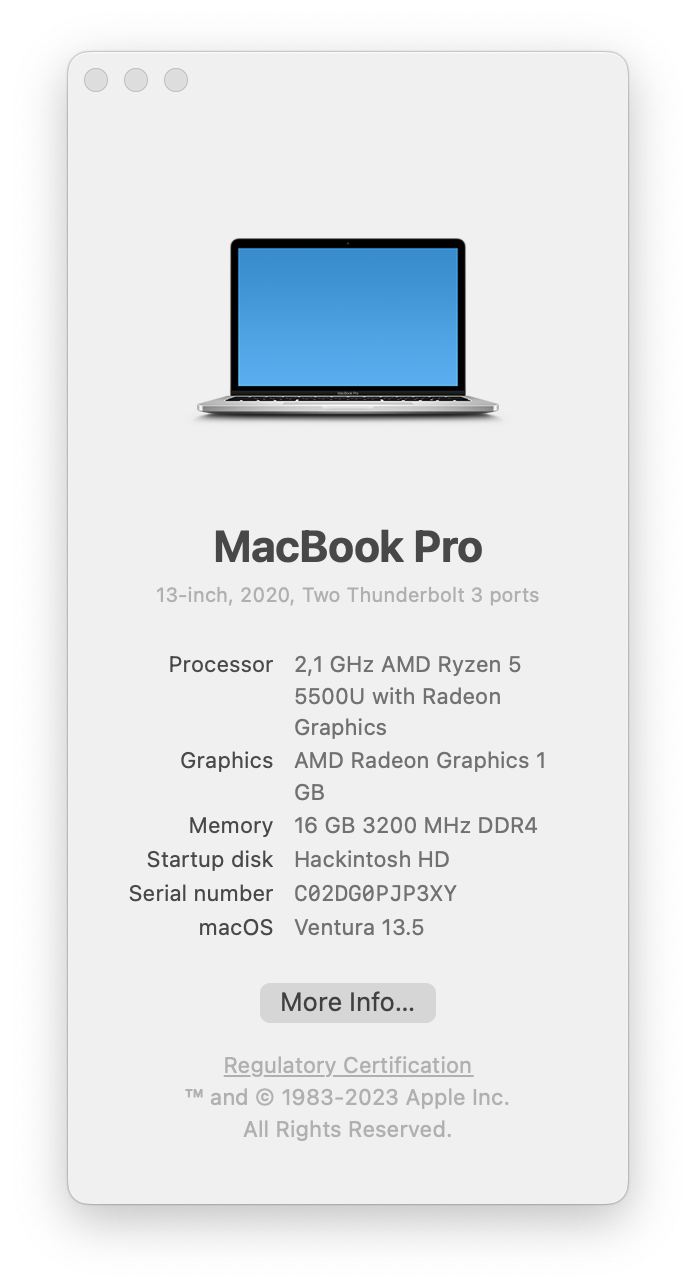 MacBook Pro
13-inch, 2020, Two Thunderbolt 3 ports
Processor 2,1 GHz AMD Ryzen 5
5500U with Radeon
Graphics
Graphics AMD Radeon Graphics 1
GB
Memory 16 GB 3200 MHz DDR4
Startup disk Hackintosh HD
Serial number C02DG0PJP3XY
macOS Ventura 13.5
More Info...
Regulatory Certification
™ and © 1983-2023 Apple Inc.
All Rights Reserved.